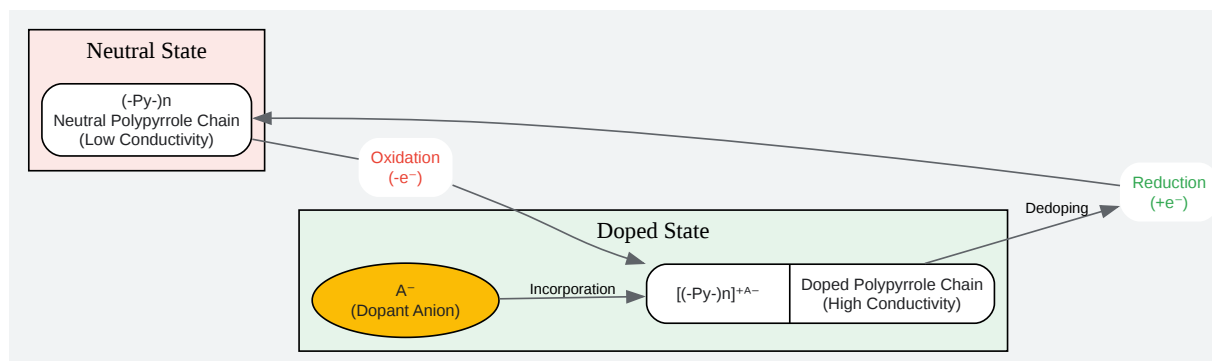 Neutral State
(-Py-)n
Neutral Polypyrrole Chain
(Low Conductivity)
Oxidation
(-e⁻)
Reduction
(+e⁻)
Dedoping
Doped State
A⁻
(Dopant Anion)
Incorporation
[(-Py-)n]⁺ᴬ⁻
Doped Polypyrrole Chain
(High Conductivity)